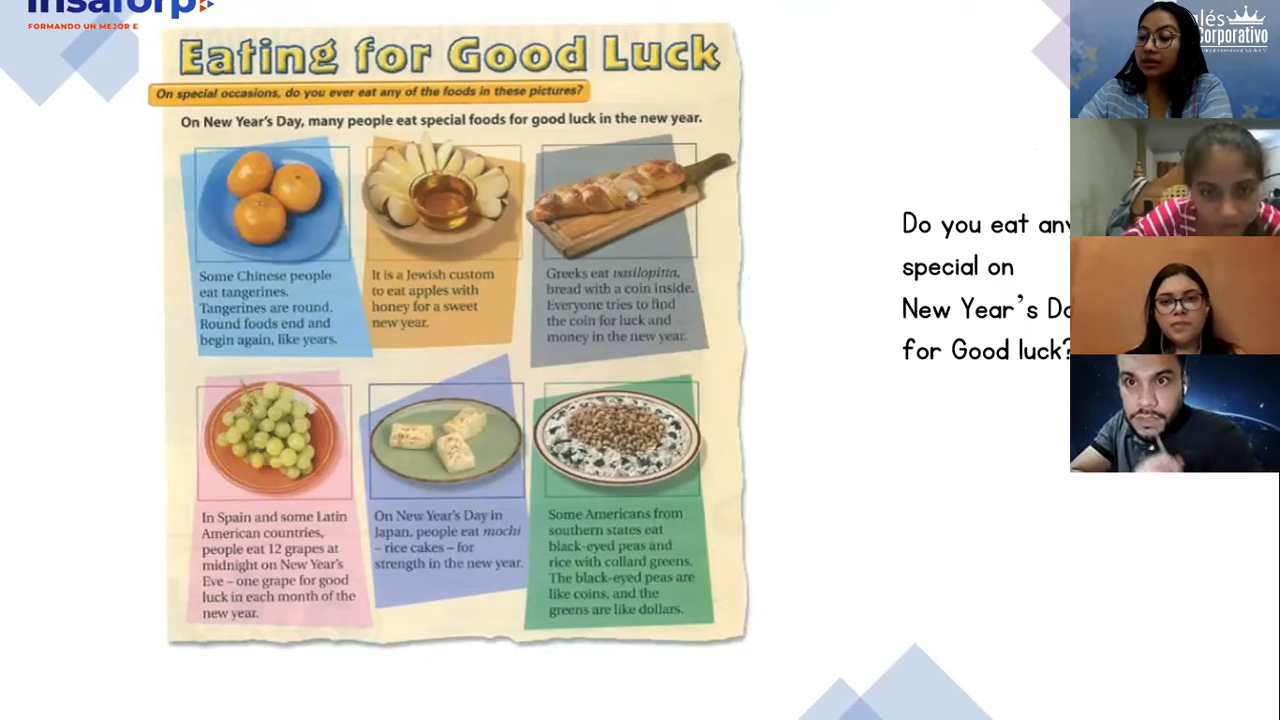 Insaforp
FORMANDO UN MEJOR E
Eating for Good Luck
On special occasions, do you ever eat any of the foods in these pictures?
On New Year's Day, many people eat special foods for good luck in the new year.
Some Chinese people
eat tangerines.
Tangerines are round.
Round foods end and
begin again, like years.
It is a Jewish custom
to eat apples with
honey for a sweet
new year.
Greeks eat vasilopitta,
bread with a coin inside.
Everyone tries to find
the coin for luck and
money in the new year.
In Spain and some Latin
American countries,
people eat 12 grapes at
midnight on New Year's
Eve – one grape for good
luck in each month of the
new year.
On New Year's Day in
Japan, people eat mochi
– rice cakes – for
strength in the new year.
Some Americans from
southern states eat
black-eyed peas and
rice with collard greens.
The black-eyed peas are
like coins, and the
greens are like dollars.
Do you eat any
special on
New Year's Da
for Good luck?
glés
Corporativo